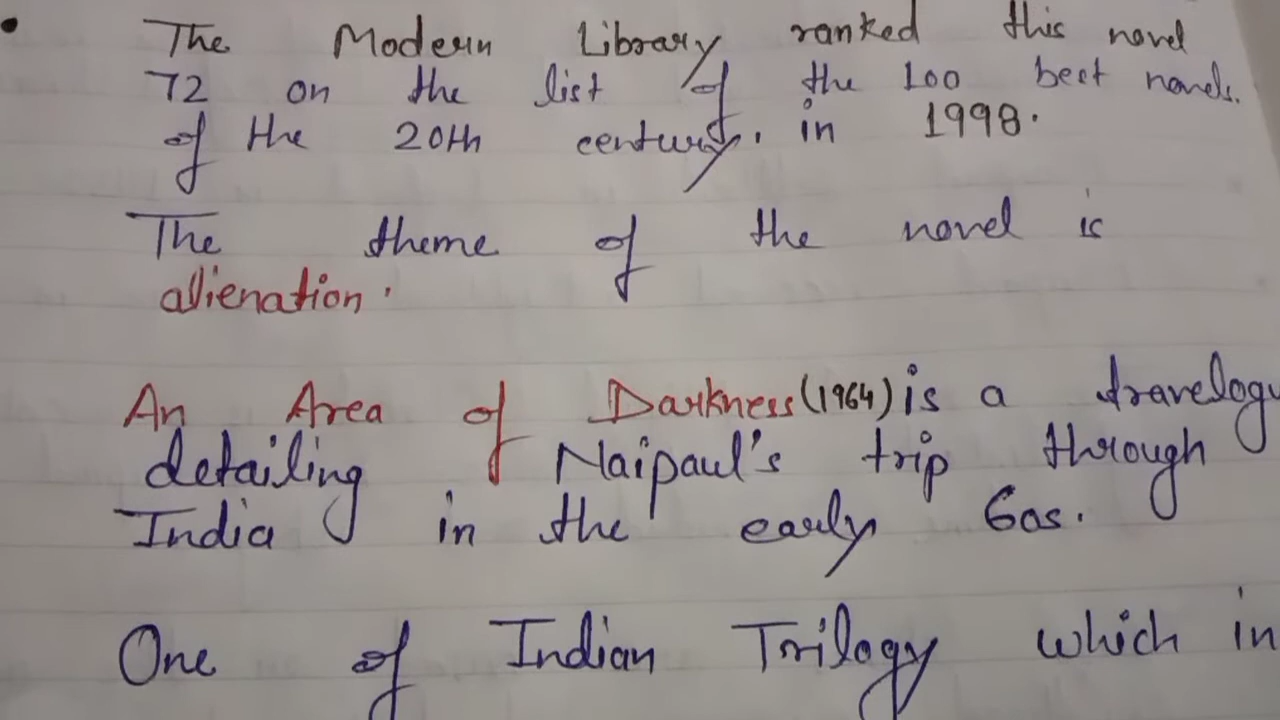 The Modern Library ranked this novel
72 on the list of the 100 best novels.
of the 20th century. in 1998.
The theme of the novel is
alienation.
An Area of Darkness (1964) is a travelogu
detailing Naipaul's trip through
India in the early 60s.
One of Indian Trilogy which in